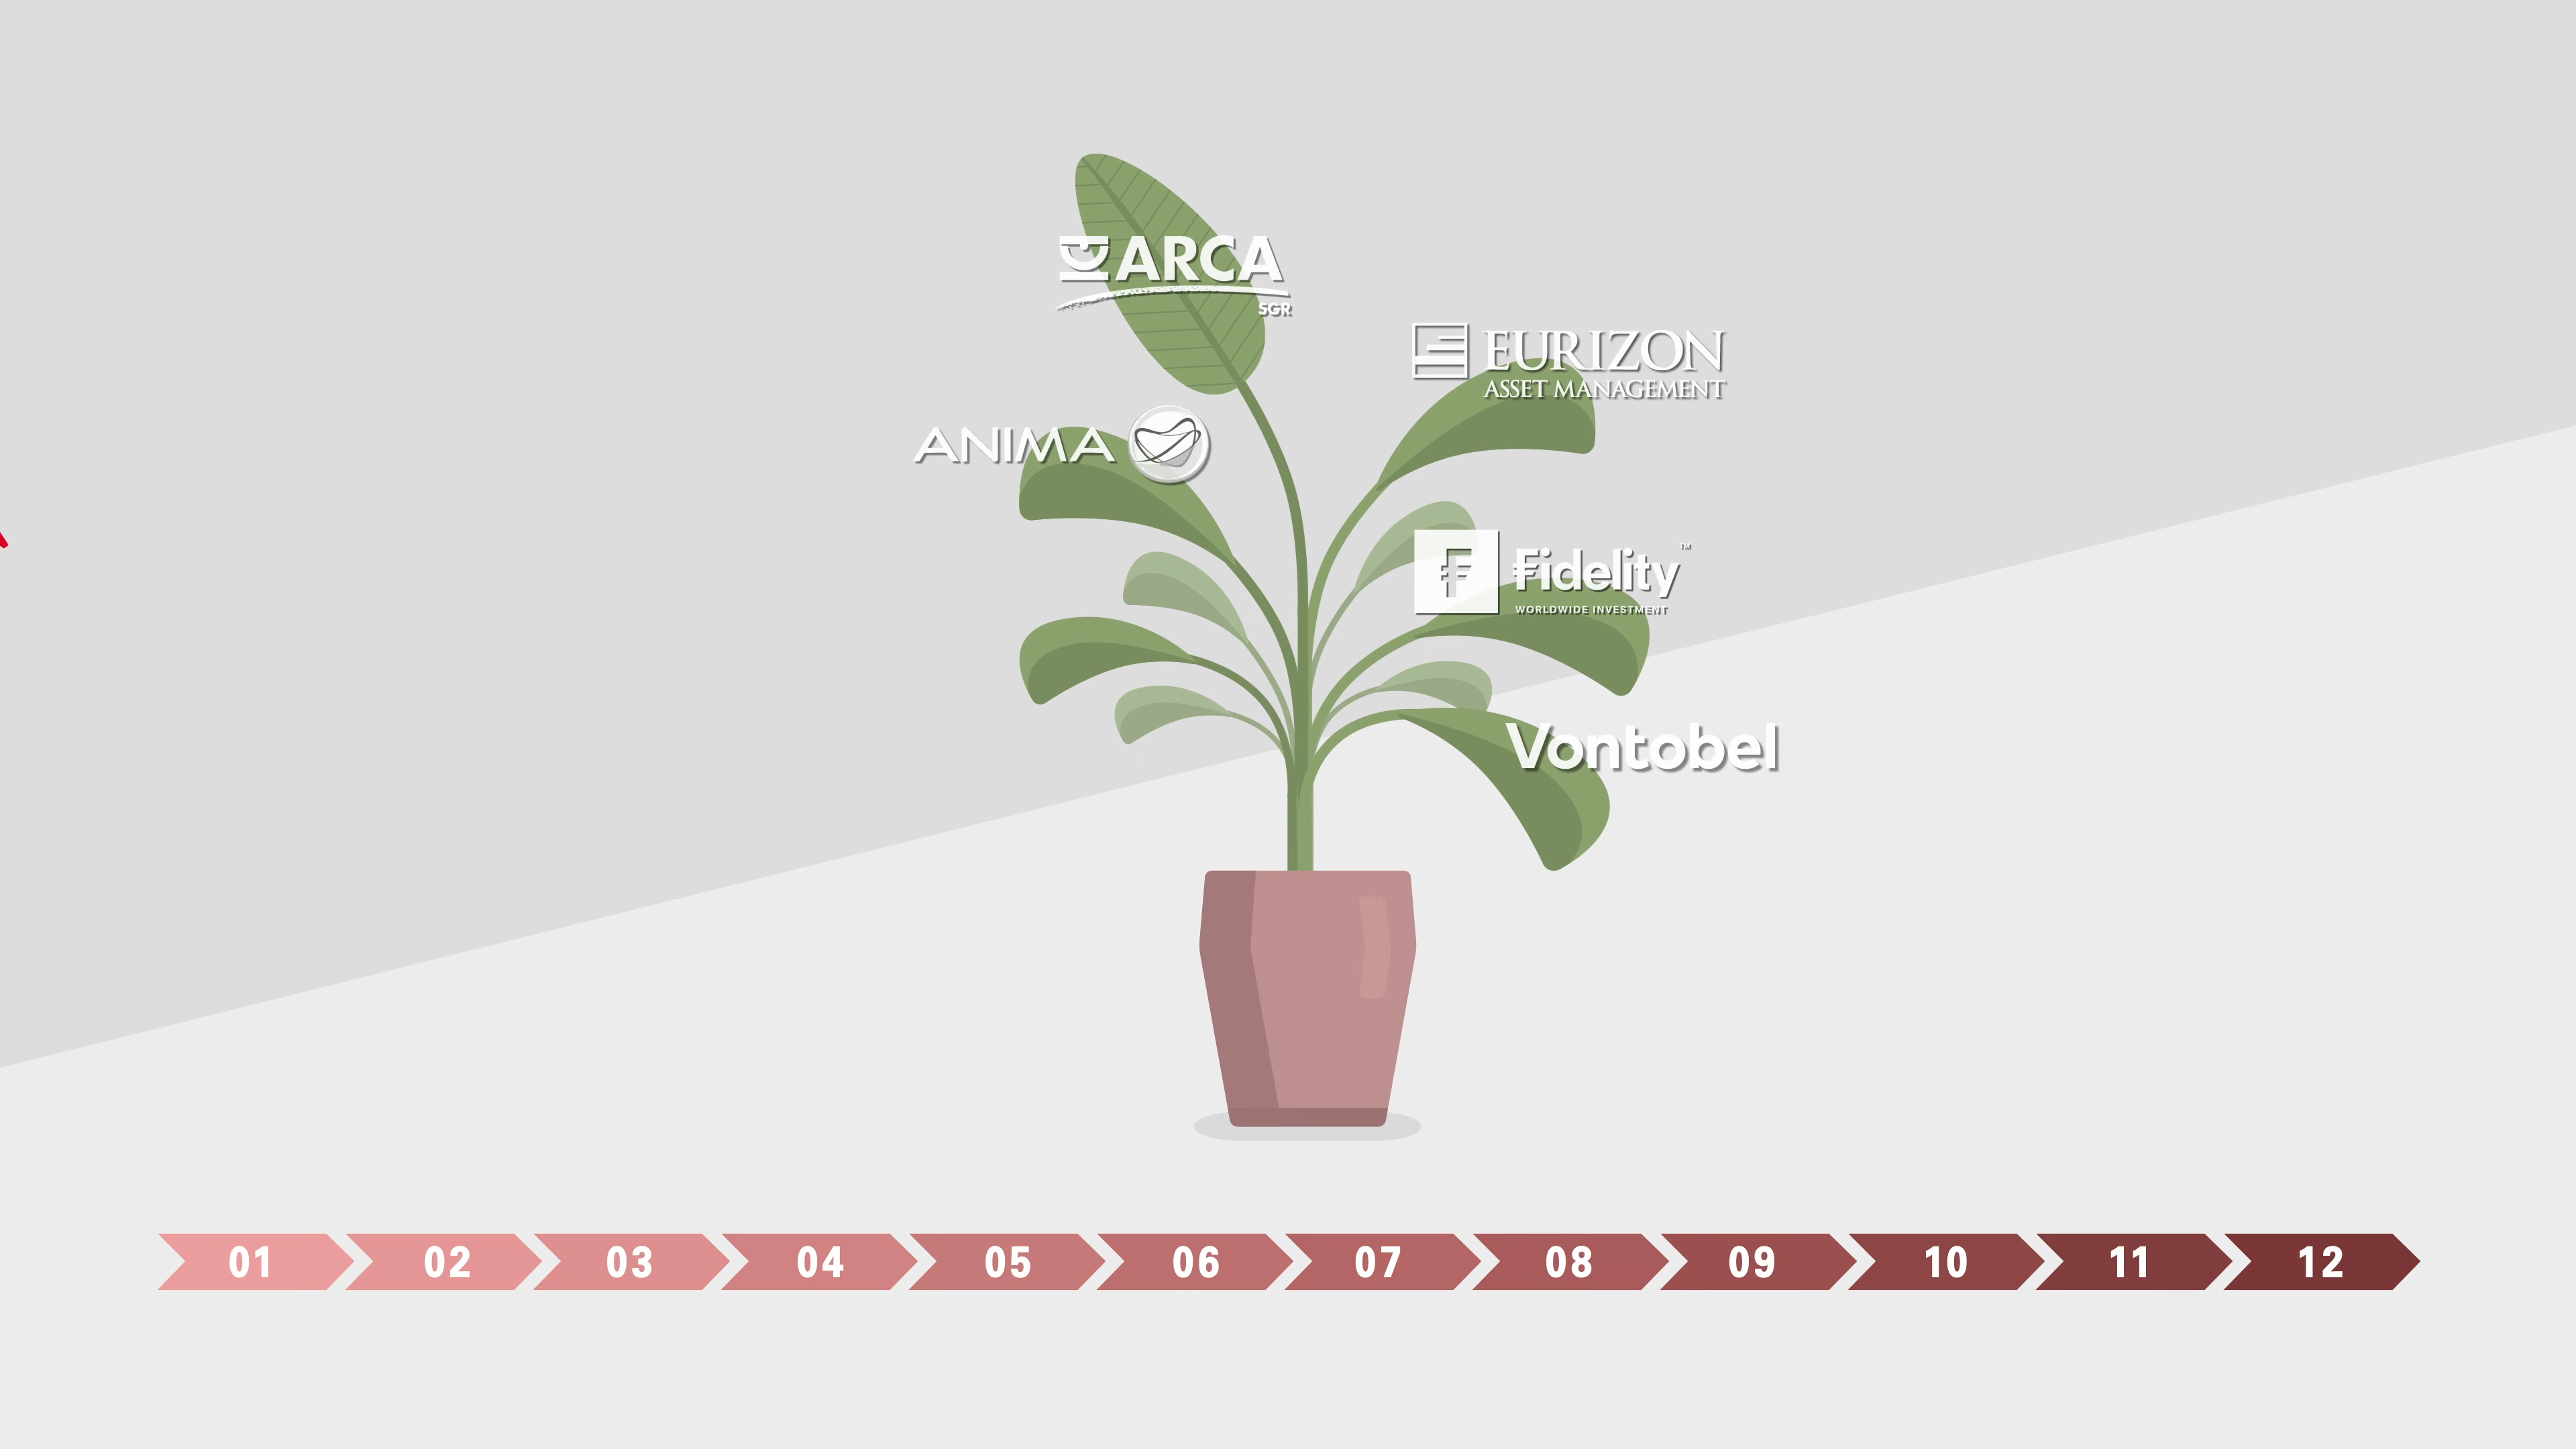 ARCA
SGR
EURIZON
ASSET MANAGEMENT
ANIMA
Fidelity™
WORLDWIDE INVESTMENT
Vontobel
01 02 03 04 05 06 07 08 09 10 11 12